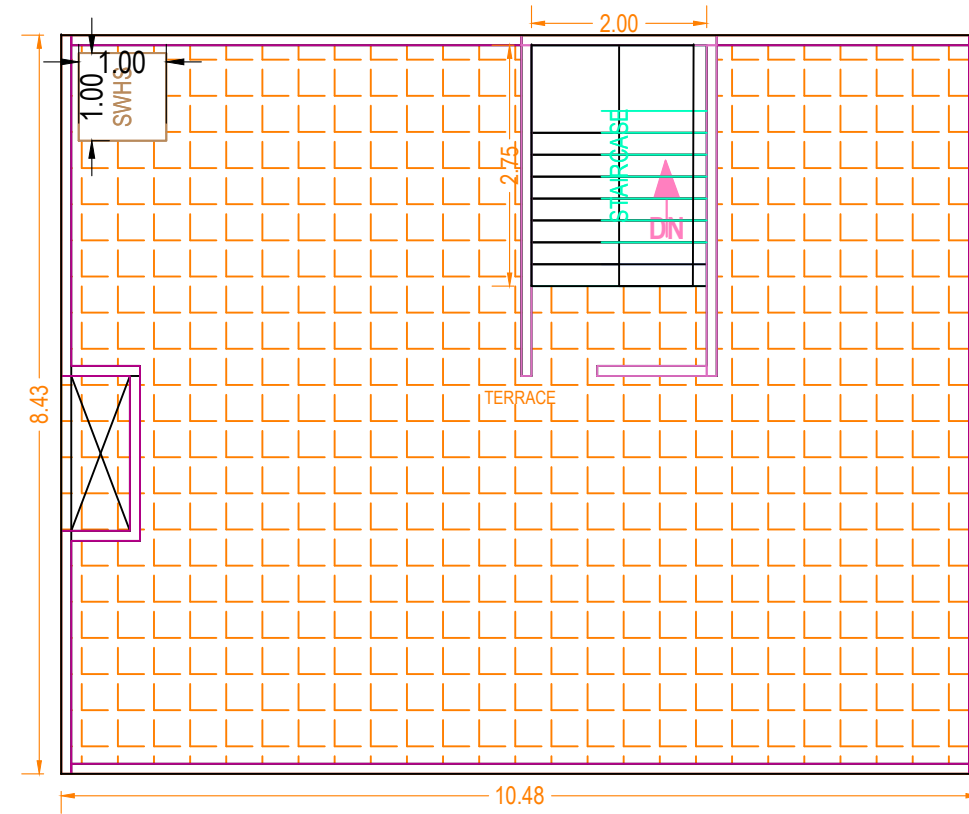 2.00
1.00
1.00
SWHS
2.75
STAIRCASE
DN
TERRACE
8.43
10.48